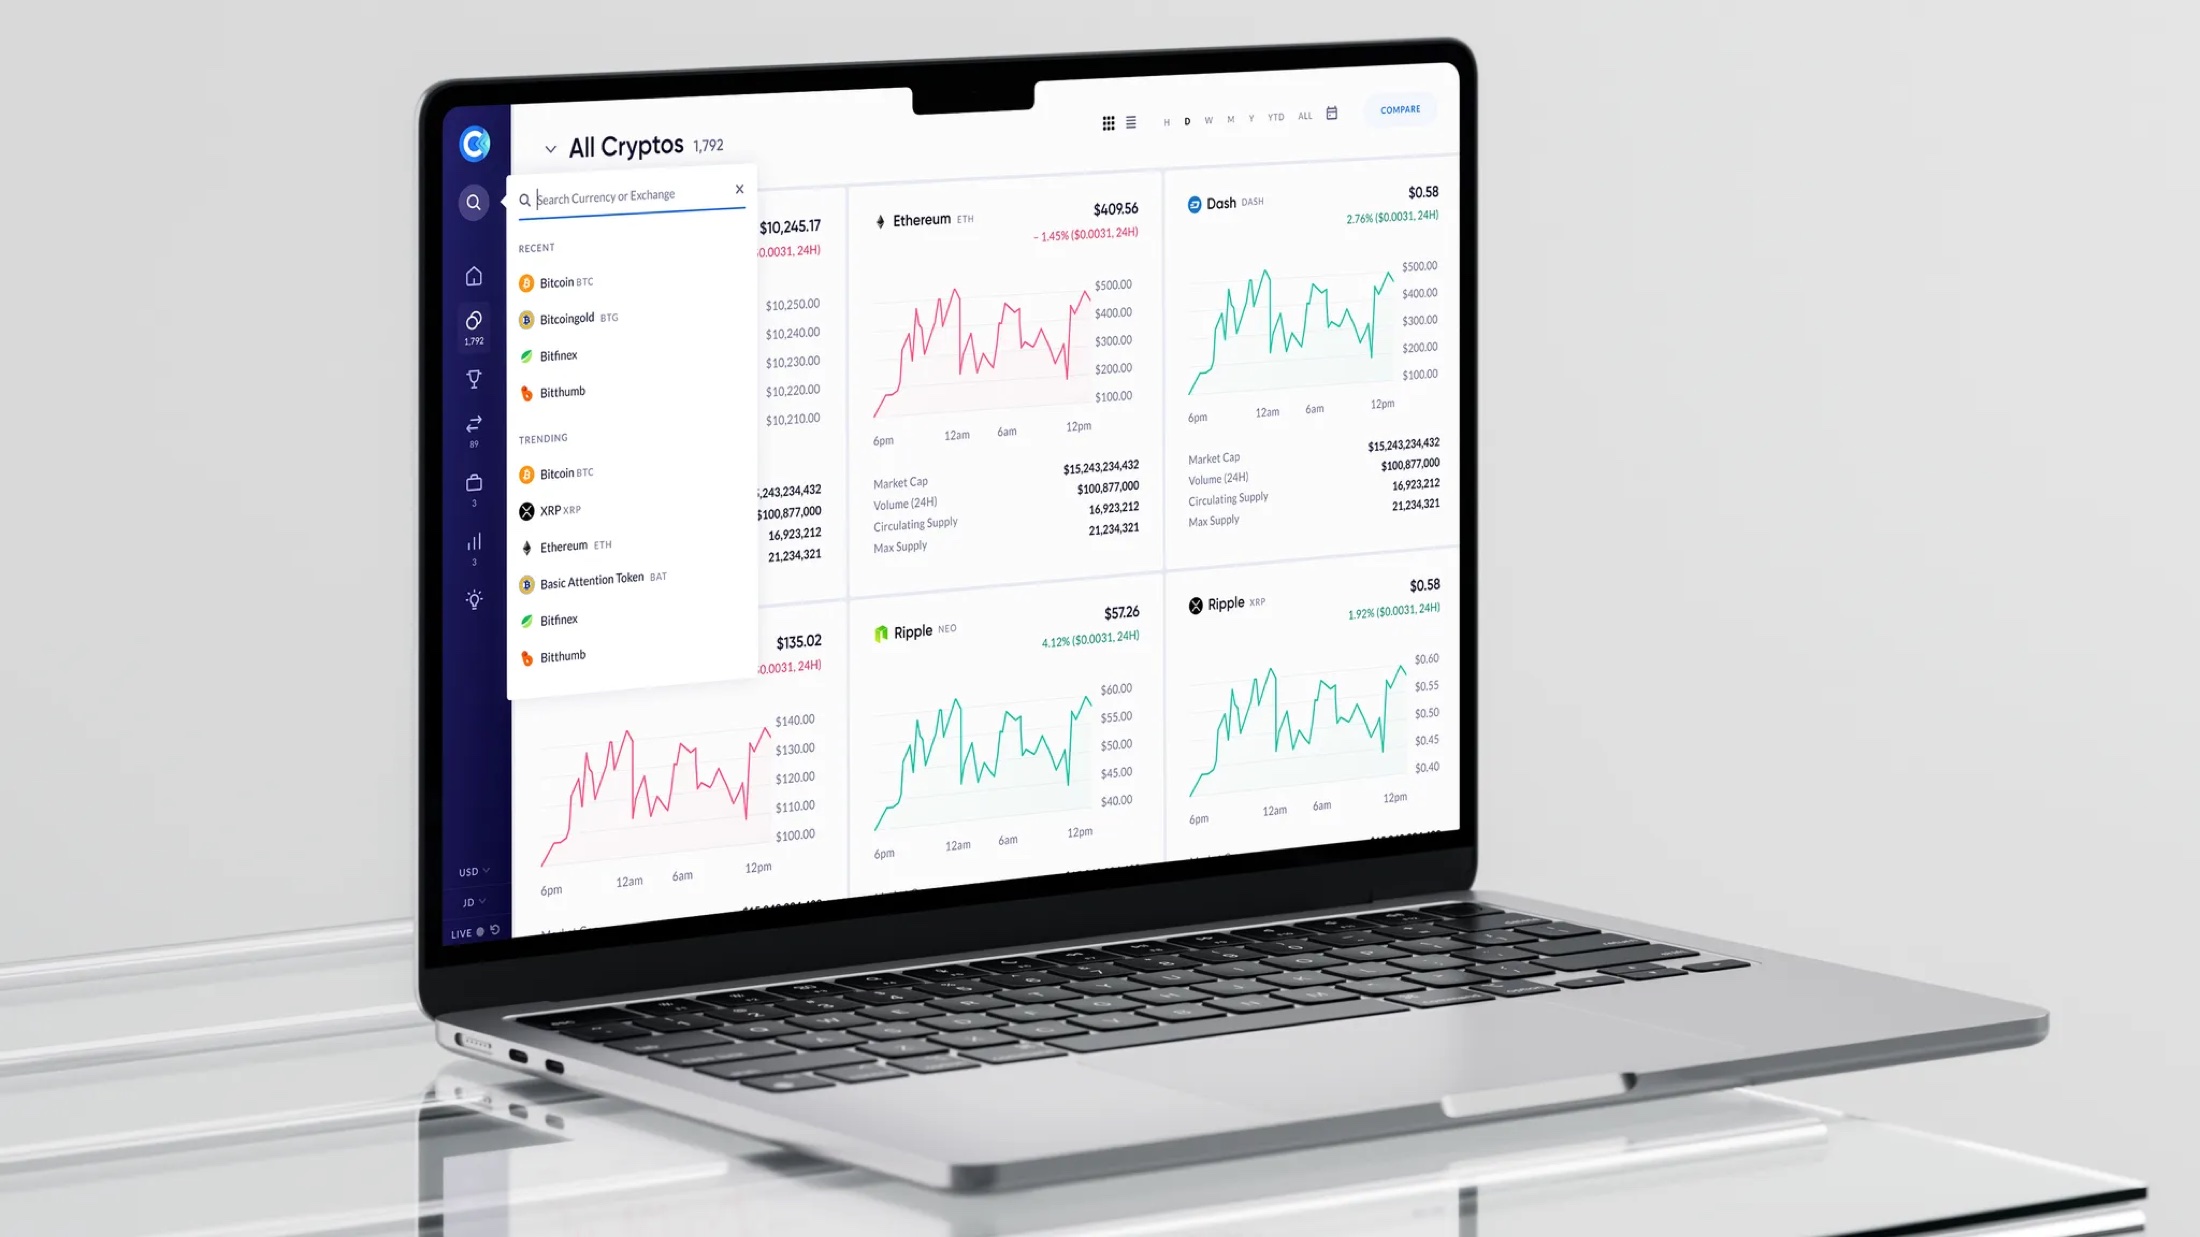 All Cryptos 1,792
H D W M Y YTD ALL
COMPARE
Search Currency or Exchange
RECENT
Bitcoin BTC
Bitcoingold BTG
Bitfinex
Bitthumb
TRENDING
Bitcoin BTC
XRP XRP
Ethereum ETH
Basic Attention Token BAT
Bitfinex
Bitthumb
1,792
89
3
3
USD
JD
LIVE
$10,245.17
0.0031, 24H)
$10,250.00
$10,240.00
$10,230.00
$10,220.00
$10,210.00
,243,234,432
$100,877,000
16,923,212
21,234,321
Ethereum ETH
$409.56
– 1.45% ($0.0031, 24H)
$500.00
$400.00
$300.00
$200.00
$100.00
6pm 12am 6am 12pm
Market Cap $15,243,234,432
Volume (24H) $100,877,000
Circulating Supply 16,923,212
Max Supply 21,234,321
Dash DASH
$0.58
2.76% ($0.0031, 24H)
$500.00
$400.00
$300.00
$200.00
$100.00
6pm 12am 6am 12pm
Market Cap $15,243,234,432
Volume (24H) $100,877,000
Circulating Supply 16,923,212
Max Supply 21,234,321
$135.02
0.0031, 24H)
$140.00
$130.00
$120.00
$110.00
$100.00
6pm 12am 6am 12pm
Ripple NEO
$57.26
4.12% ($0.0031, 24H)
$60.00
$55.00
$50.00
$45.00
$40.00
6pm 12am 6am 12pm
Ripple XRP
$0.58
1.92% ($0.0031, 24H)
$0.60
$0.55
$0.50
$0.45
$0.40
6pm 12am 6am 12pm